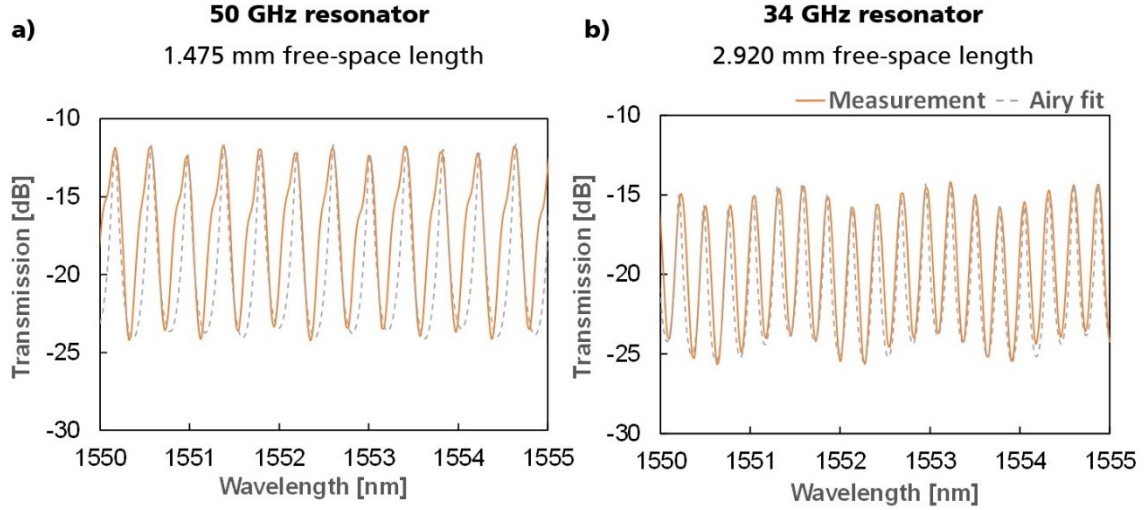 50 GHz resonator
a)
1.475 mm free-space length
-10
-15
-20
-25
-30
Transmission [dB]
1550 1551 1552 1553 1554 1555
Wavelength [nm]
34 GHz resonator
b)
2.920 mm free-space length
Measurement Airy fit
-10
-15
-20
-25
-30
Transmission [dB]
1550 1551 1552 1553 1554 1555
Wavelength [nm]